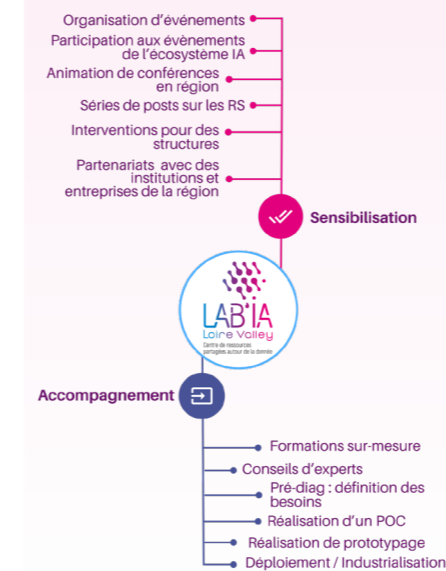 Organisation d'événements
Participation aux évènements
de l'écosystème IA
Animation de conférences
en région
Séries de posts sur les RS
Interventions pour des
structures
Partenariats avec des
institutions et
entreprises de la région
Sensibilisation
LAB'IA
Loire Valley
Centre de ressources
partagées autour de la donnée
Accompagnement
Formations sur-mesure
Conseils d'experts
Pré-diag : définition des
besoins
Réalisation d'un POC
Réalisation de prototypage
Déploiement / Industrialisation